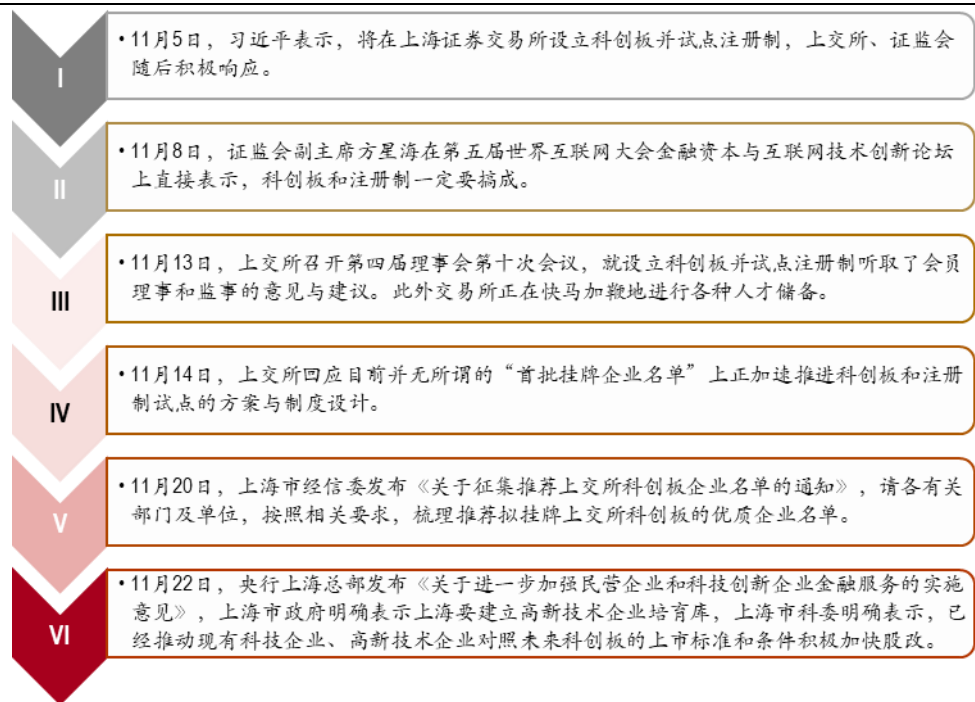 I
•11月5日，习近平表示，将在上海证券交易所设立科创板并试点注册制，上交所、证监会
随后积极响应。
II
•11月8日，证监会副主席方星海在第五届世界互联网大会金融资本与互联网技术创新论坛
上直接表示，科创板和注册制一定要搞成。
III
•11月13日，上交所召开第四届理事会第十次会议，就设立科创板并试点注册制听取了会员
理事和监事的意见与建议。此外交易所正在快马加鞭地进行各种人才储备。
IV
•11月14日，上交所回应目前并无所谓的“首批挂牌企业名单”上正加速推进科创板和注册
制试点的方案与制度设计。
V
•11月20日，上海市经信委发布《关于征集推荐上交所科创板企业名单的通知》，请各有关
部门及单位，按照相关要求，梳理推荐拟挂牌上交所科创板的优质企业名单。
VI
•11月22日，央行上海总部发布《关于进一步加强民营企业和科技创新企业金融服务的实施
意见》，上海市政府明确表示上海要建立高新技术企业培育库，上海市科委明确表示，已
经推动现有科技企业、高新技术企业对照未来科创板的上市标准和条件积极加快股改。